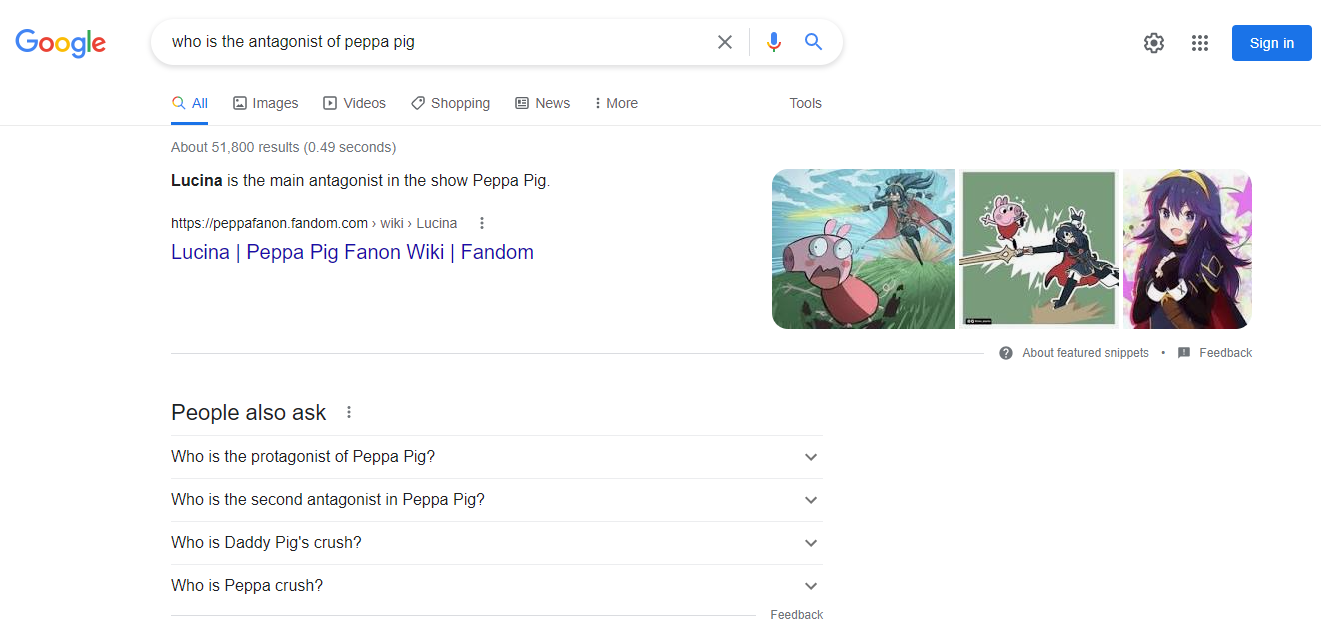 Google
who is the antagonist of peppa pig
Sign in
All Images Videos Shopping News More Tools
About 51,800 results (0.49 seconds)
Lucina is the main antagonist in the show Peppa Pig.
https://peppafanon.fandom.com › wiki › Lucina
Lucina | Peppa Pig Fanon Wiki | Fandom
About featured snippets • Feedback
People also ask
Who is the protagonist of Peppa Pig?
Who is the second antagonist in Peppa Pig?
Who is Daddy Pig's crush?
Who is Peppa crush?
Feedback